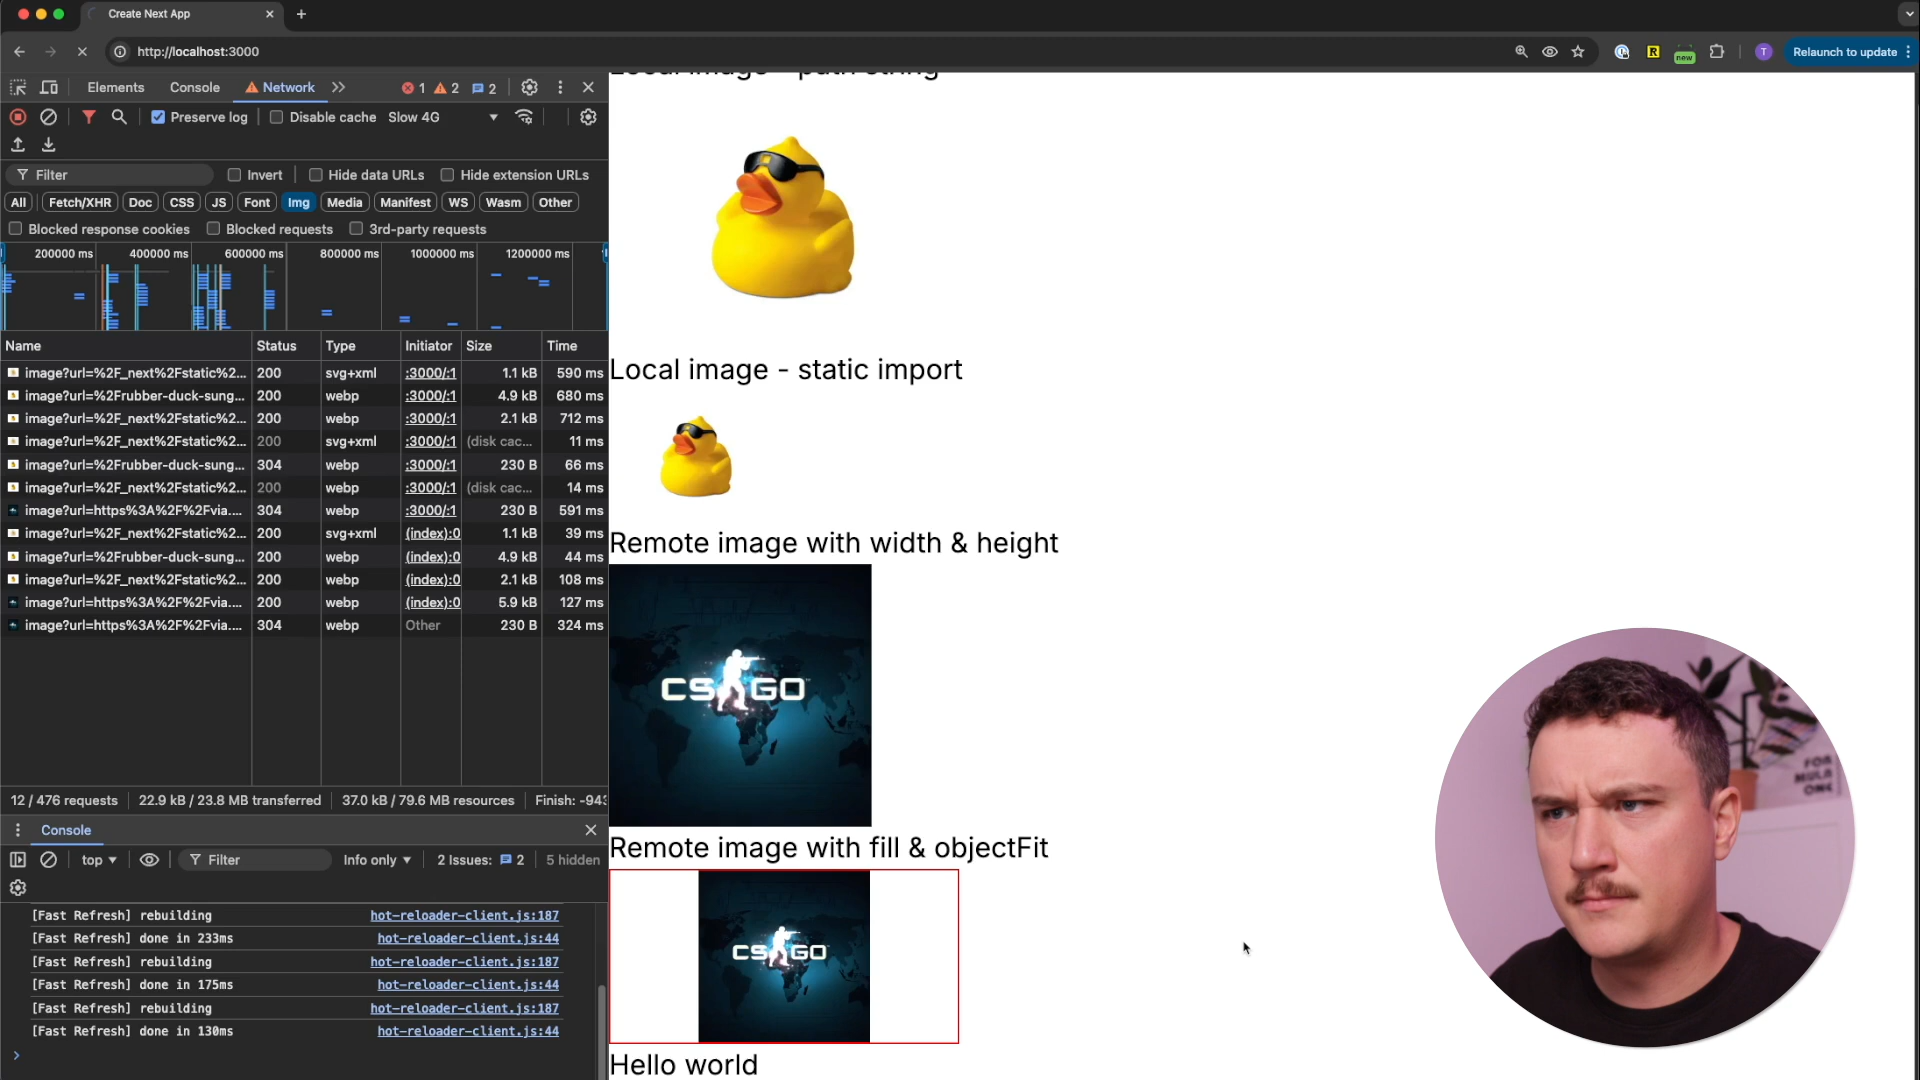 Create Next App
http://localhost:3000
new
T
Relaunch to update
Elements Console Network 1 2 2
Preserve log Disable cache Slow 4G
Filter Invert Hide data URLs Hide extension URLs
All Fetch/XHR Doc CSS JS Font Img Media Manifest WS Wasm Other
Blocked response cookies Blocked requests 3rd-party requests
200000 ms 400000 ms 600000 ms 800000 ms 1000000 ms 1200000 ms
Name Status Type Initiator Size Time
image?url=%2F_next%2Fstatic%2... 200 svg+xml :3000/:1 1.1 kB 590 ms
image?url=%2Frubber-duck-sung... 200 webp :3000/:1 4.9 kB 680 ms
image?url=%2F_next%2Fstatic%2... 200 webp :3000/:1 2.1 kB 712 ms
image?url=%2F_next%2Fstatic%2... 200 svg+xml :3000/:1 (disk cac... 11 ms
image?url=%2Frubber-duck-sung... 304 webp :3000/:1 230 B 66 ms
image?url=%2F_next%2Fstatic%2... 200 webp :3000/:1 (disk cac... 14 ms
image?url=https%3A%2F%2Fvia.... 304 webp :3000/:1 230 B 591 ms
image?url=%2F_next%2Fstatic%2... 200 svg+xml (index):0 1.1 kB 39 ms
image?url=%2Frubber-duck-sung... 200 webp (index):0 4.9 kB 44 ms
image?url=%2F_next%2Fstatic%2... 200 webp (index):0 2.1 kB 108 ms
image?url=https%3A%2F%2Fvia.... 200 webp (index):0 5.9 kB 127 ms
image?url=https%3A%2F%2Fvia.... 304 webp Other 230 B 324 ms
12 / 476 requests 22.9 kB / 23.8 MB transferred 37.0 kB / 79.6 MB resources Finish: -943
Console
top Filter Info only 2 Issues: 2 5 hidden
[Fast Refresh] rebuilding hot-reloader-client.js:187
[Fast Refresh] done in 233ms hot-reloader-client.js:44
[Fast Refresh] rebuilding hot-reloader-client.js:187
[Fast Refresh] done in 175ms hot-reloader-client.js:44
[Fast Refresh] rebuilding hot-reloader-client.js:187
[Fast Refresh] done in 130ms hot-reloader-client.js:44
Local image - path string
Local image - static import
Remote image with width & height
CS GO
Remote image with fill & objectFit
CS GO
Hello world
FOR
MULA
ONE